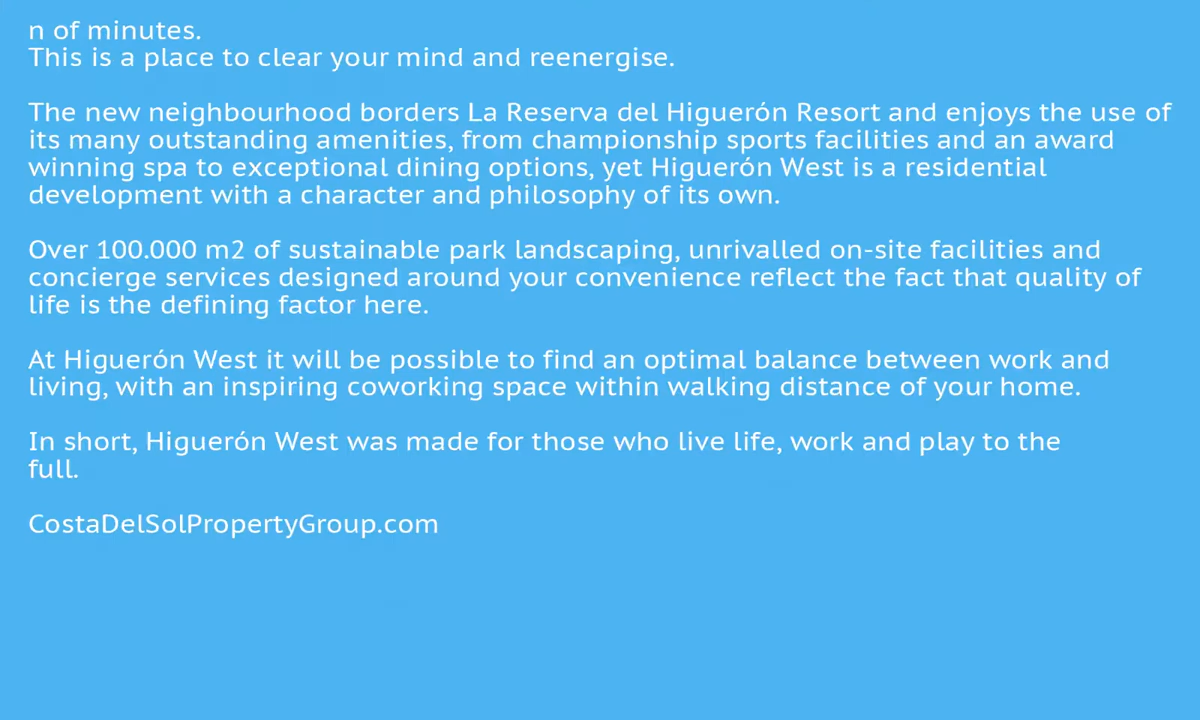 n of minutes.
This is a place to clear your mind and reenergise.
The new neighbourhood borders La Reserva del Higuerón Resort and enjoys the use of
its many outstanding amenities, from championship sports facilities and an award
winning spa to exceptional dining options, yet Higuerón West is a residential
development with a character and philosophy of its own.
Over 100.000 m2 of sustainable park landscaping, unrivalled on-site facilities and
concierge services designed around your convenience reflect the fact that quality of
life is the defining factor here.
At Higuerón West it will be possible to find an optimal balance between work and
living, with an inspiring coworking space within walking distance of your home.
In short, Higuerón West was made for those who live life, work and play to the
full.
CostaDelSolPropertyGroup.com